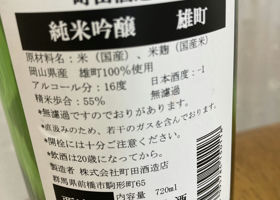 町田酒造
純米吟醸 雄町
原材料名：米（国産）、米麹（国産米）
岡山県産 雄町100%使用
アルコール分：16度 日本酒度：-1
精米歩合：55% 無濾過
＊無濾過ですのでおりがあります。
＊直汲みのため、若干のガスを含んでおります。
＊開栓には十分ご注意下さい。
＊飲酒は20歳になってから。
製造者 株式会社町田酒造店
群馬県前橋市駒形町65
内容量 720ml